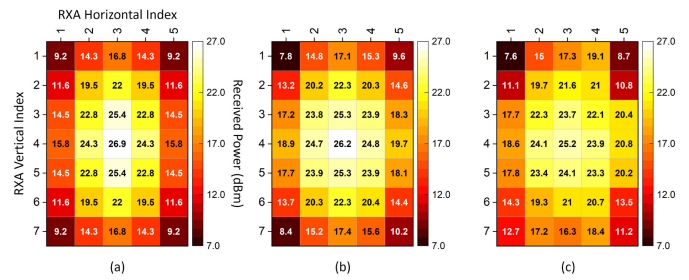 RXA Horizontal Index
1 2 3 4 5
1 2 3 4 5
1 2 3 4 5
RXA Vertical Index
1 9.2 14.3 16.8 14.3 9.2
2 11.6 19.5 22 19.5 11.6
3 14.5 22.8 25.4 22.8 14.5
4 15.8 24.3 26.9 24.3 15.8
5 14.5 22.8 25.4 22.8 14.5
6 11.6 19.5 22 19.5 11.6
7 9.2 14.3 16.8 14.3 9.2
27.0
22.0
17.0
12.0
7.0
Received Power (dBm)
(a)
1 7.8 14.8 17.1 15.3 9.6
2 13.2 20.2 22.3 20.3 14.6
3 17.2 23.8 25.3 23.9 18.3
4 18.9 24.7 26.2 24.8 19.7
5 17.7 23.9 25.3 23.9 18.1
6 13.7 20.3 22.3 20.4 14.4
7 8.4 15.2 17.4 15.6 10.2
27.0
22.0
17.0
12.0
7.0
(b)
1 7.6 15 17.3 19.1 8.7
2 11.1 19.7 21.6 21 10.8
3 17.7 22.3 23.7 22.1 20.4
4 18.6 24.1 25.2 23.9 20.8
5 17.8 23.4 24.1 23.3 20.2
6 14.3 19.3 21 20.7 13.5
7 12.7 17.2 16.3 18.4 11.2
27.0
22.0
17.0
12.0
7.0
(c)